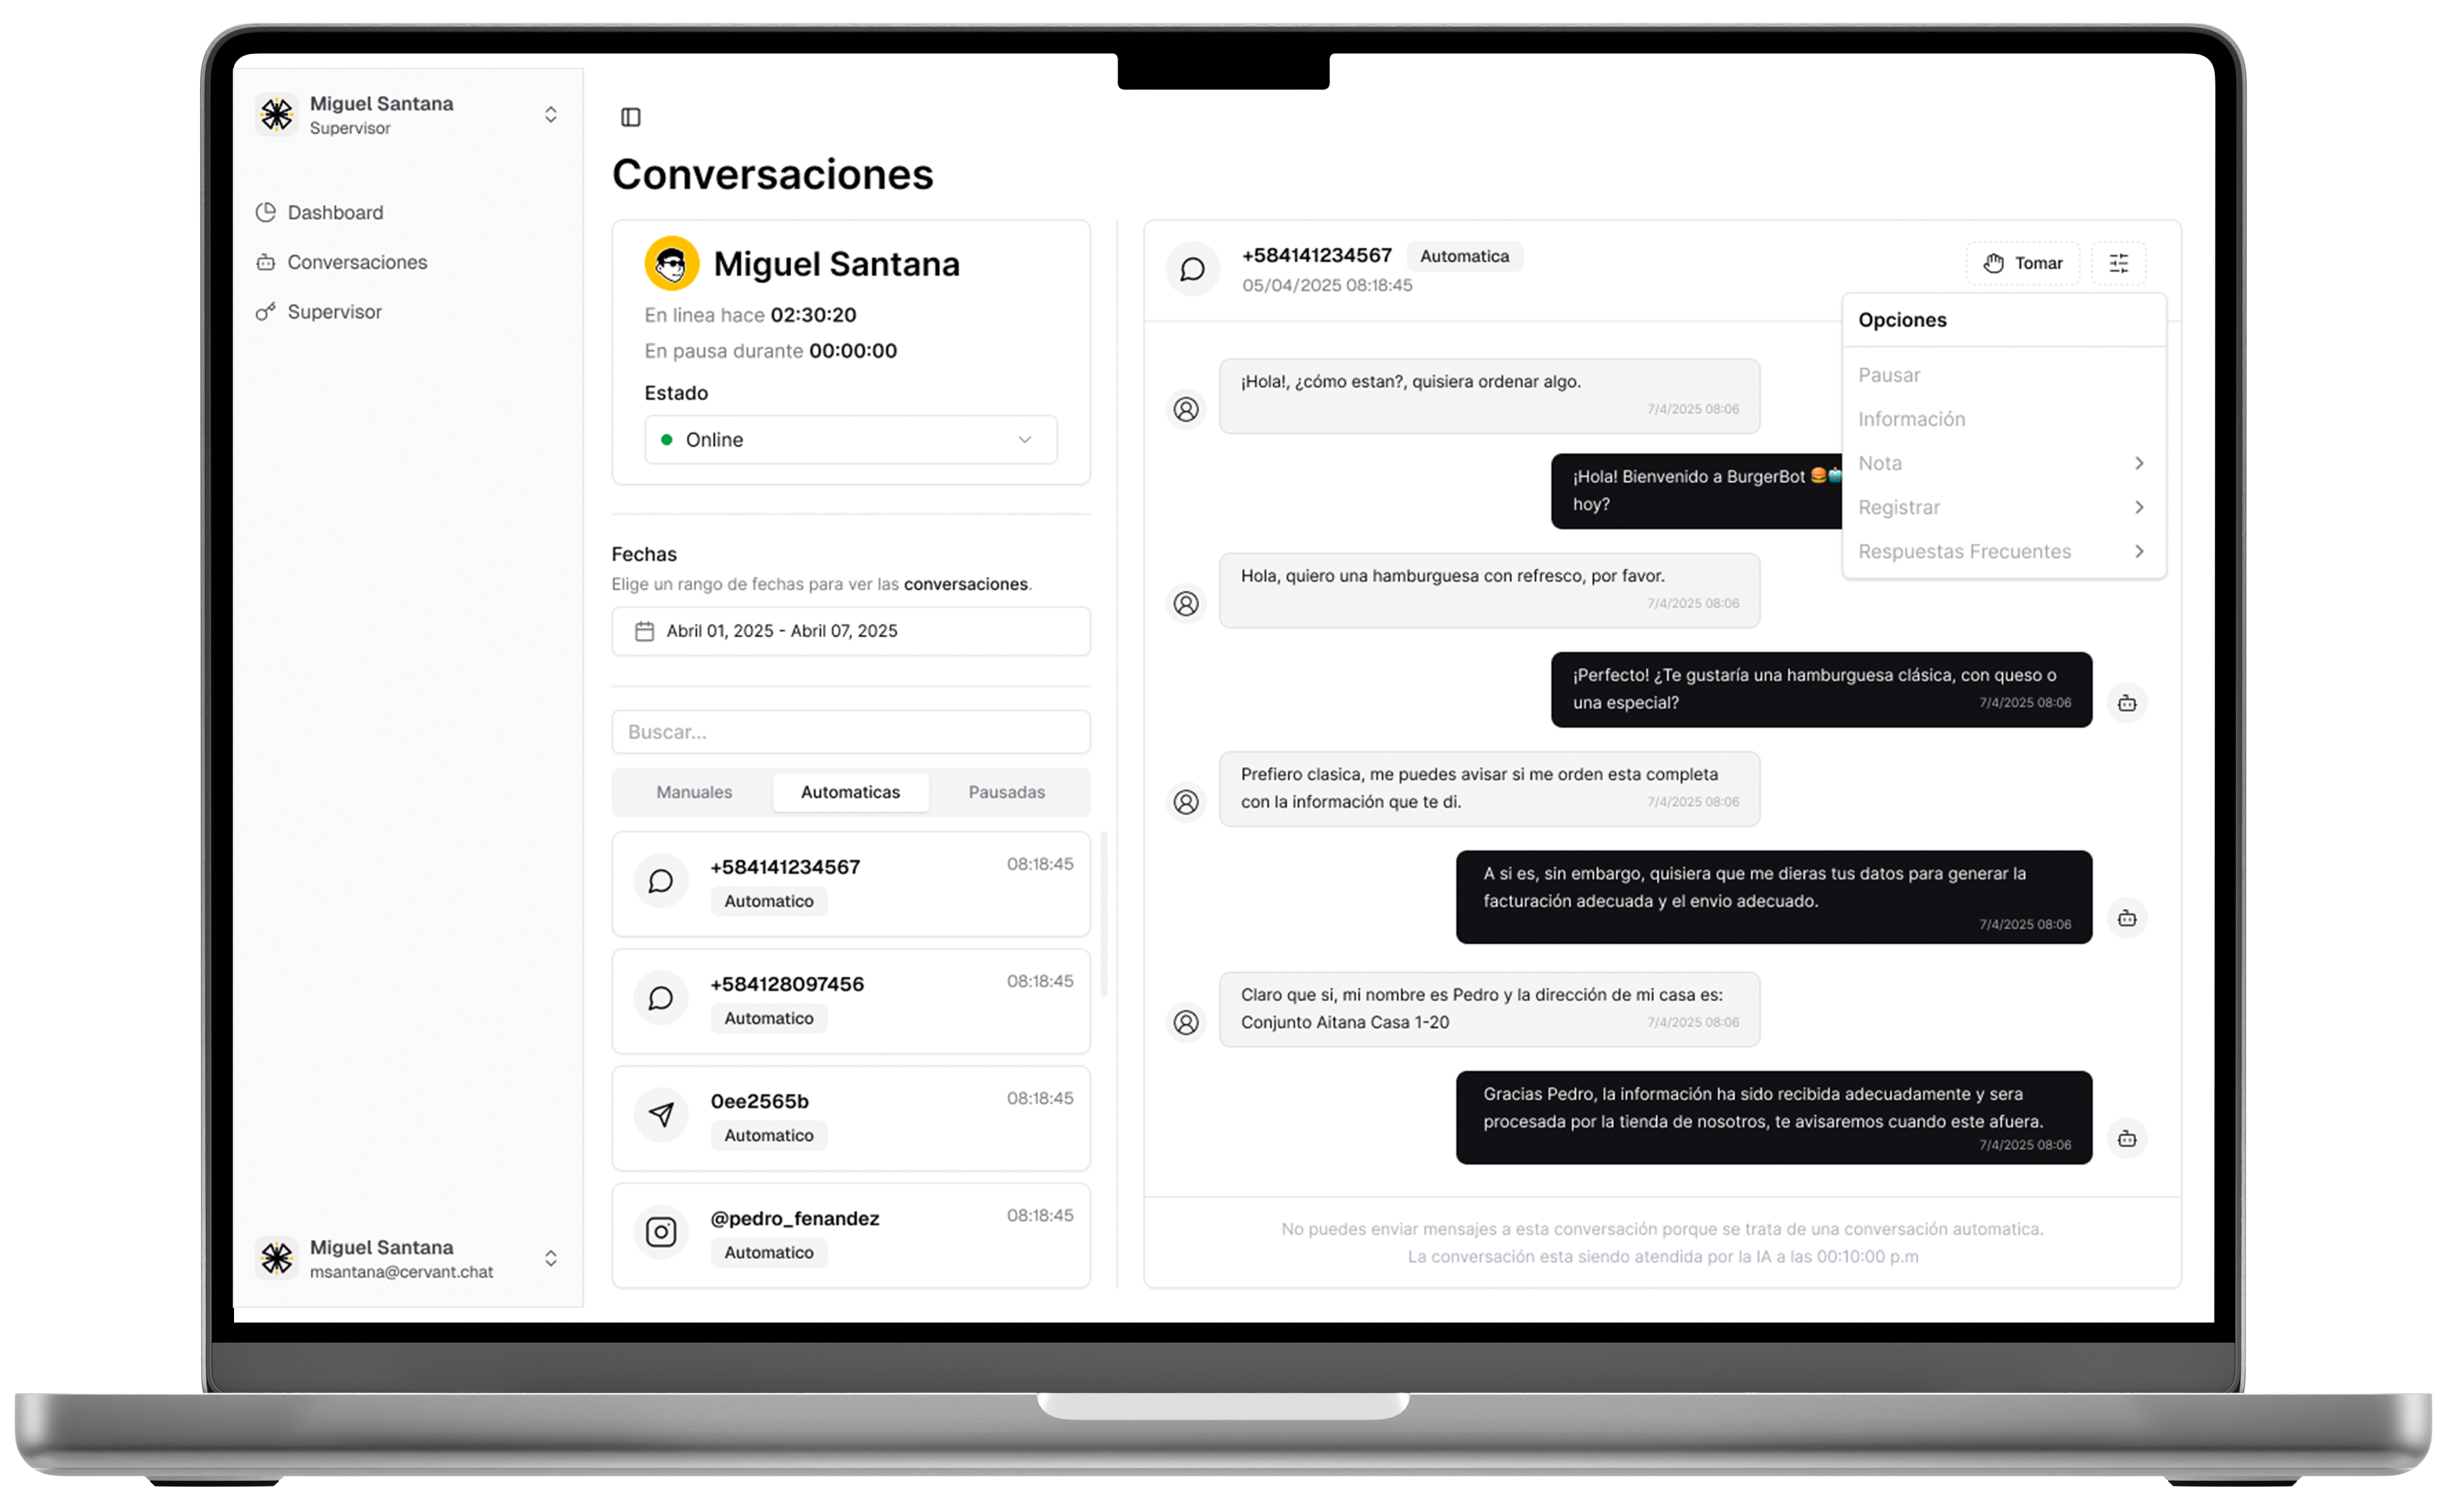 Miguel Santana
Supervisor
Dashboard
Conversaciones
Supervisor
Miguel Santana
msantana@cervant.chat
Conversaciones
Miguel Santana
En linea hace 02:30:20
En pausa durante 00:00:00
Estado
Online
Fechas
Elige un rango de fechas para ver las conversaciones.
Abril 01, 2025 - Abril 07, 2025
Buscar...
Manuales Automaticas Pausadas
+584141234567 08:18:45
Automatico
+584128097456 08:18:45
Automatico
0ee2565b 08:18:45
Automatico
@pedro_fenandez 08:18:45
Automatico
+584141234567 Automatica
05/04/2025 08:18:45
Tomar
Opciones
Pausar
Información
Nota
Registrar
Respuestas Frecuentes
¡Hola!, ¿cómo estan?, quisiera ordenar algo.
7/4/2025 08:06
¡Hola! Bienvenido a BurgerBot 🍔
hoy?
Hola, quiero una hamburguesa con refresco, por favor.
7/4/2025 08:06
¡Perfecto! ¿Te gustaría una hamburguesa clásica, con queso o
una especial? 7/4/2025 08:06
Prefiero clasica, me puedes avisar si me orden esta completa
con la información que te di. 7/4/2025 08:06
A si es, sin embargo, quisiera que me dieras tus datos para generar la
facturación adecuada y el envio adecuado.
7/4/2025 08:06
Claro que si, mi nombre es Pedro y la dirección de mi casa es:
Conjunto Aitana Casa 1-20 7/4/2025 08:06
Gracias Pedro, la información ha sido recibida adecuadamente y sera
procesada por la tienda de nosotros, te avisaremos cuando este afuera.
7/4/2025 08:06
No puedes enviar mensajes a esta conversación porque se trata de una conversación automatica.
La conversación esta siendo atendida por la IA a las 00:10:00 p.m